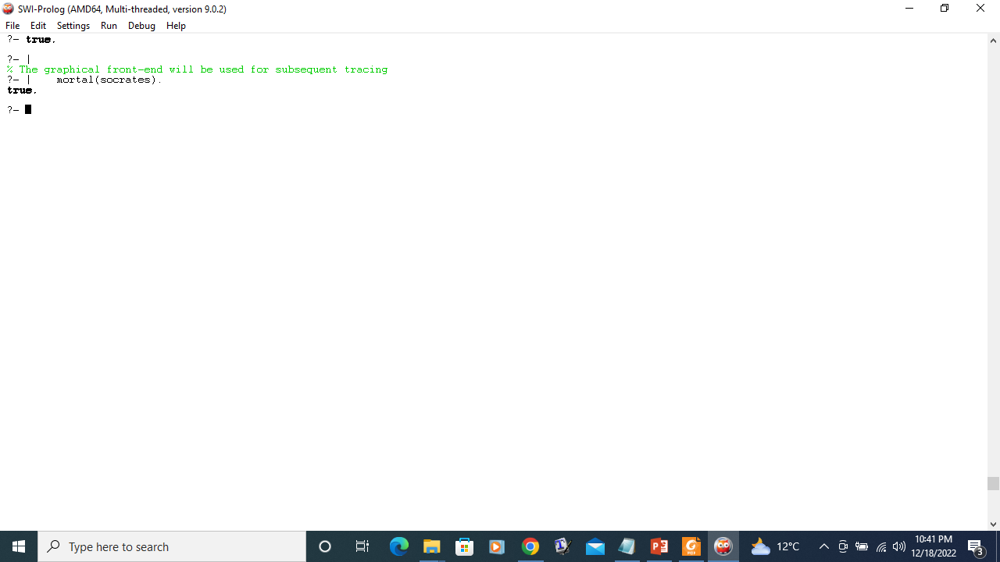 SWI-Prolog (AMD64, Multi-threaded, version 9.0.2)
File Edit Settings Run Debug Help
?- true.
?- |
% The graphical front-end will be used for subsequent tracing
?- | mortal(socrates).
true.
?-
Type here to search
12°C
10:41 PM
12/18/2022
3